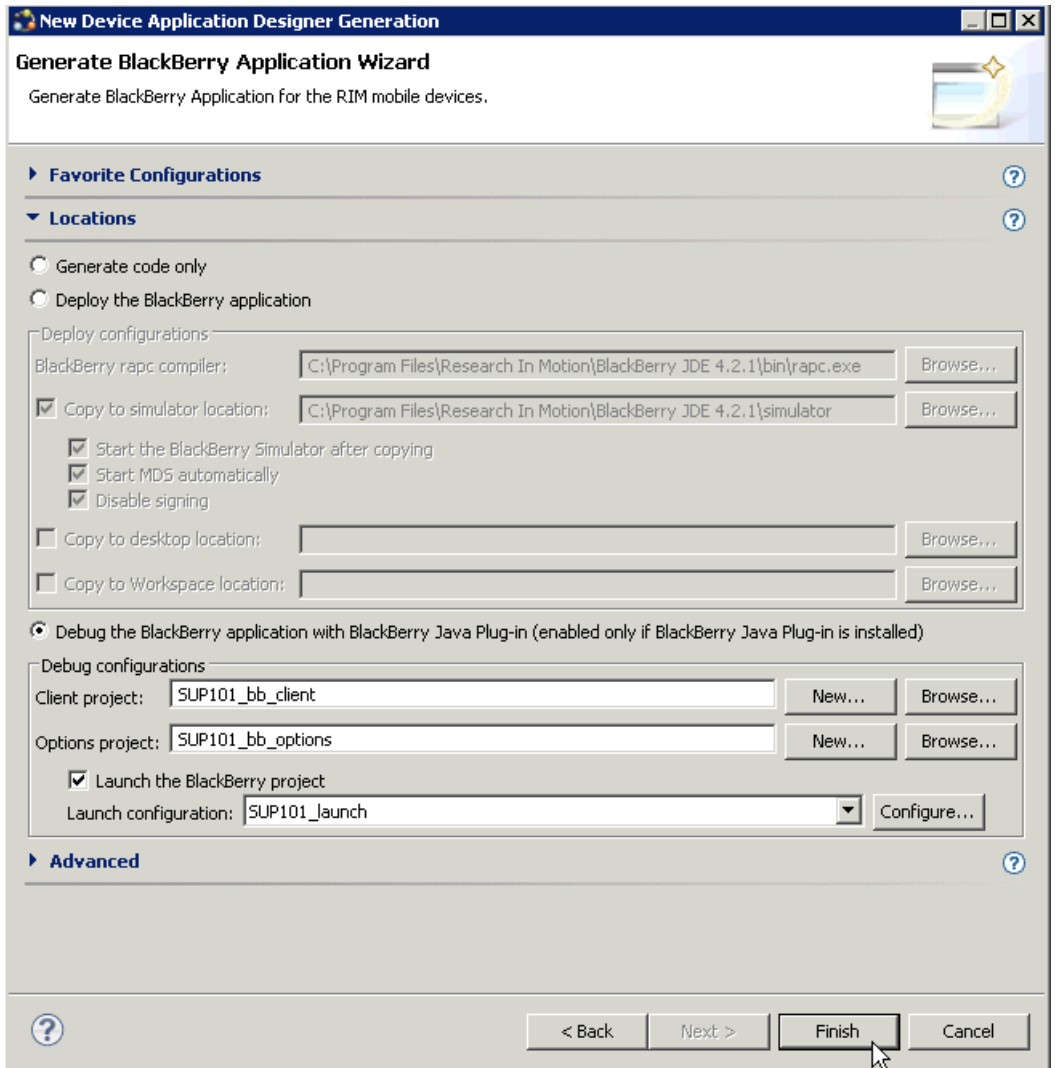 New Device Application Designer Generation
Generate BlackBerry Application Wizard
Generate BlackBerry Application for the RIM mobile devices.
Favorite Configurations
Locations
Generate code only
Deploy the BlackBerry application
Deploy configurations
BlackBerry rapc compiler: C:\Program Files\Research In Motion\BlackBerry JDE 4.2.1\bin\rapc.exe Browse...
Copy to simulator location: C:\Program Files\Research In Motion\BlackBerry JDE 4.2.1\simulator Browse...
Start the BlackBerry Simulator after copying
Start MDS automatically
Disable signing
Copy to desktop location: Browse...
Copy to Workspace location: Browse...
Debug the BlackBerry application with BlackBerry Java Plug-in (enabled only if BlackBerry Java Plug-in is installed)
Debug configurations
Client project: SUP101_bb_client New... Browse...
Options project: SUP101_bb_options New... Browse...
Launch the BlackBerry project
Launch configuration: SUP101_launch Configure...
Advanced
< Back Next > Finish Cancel